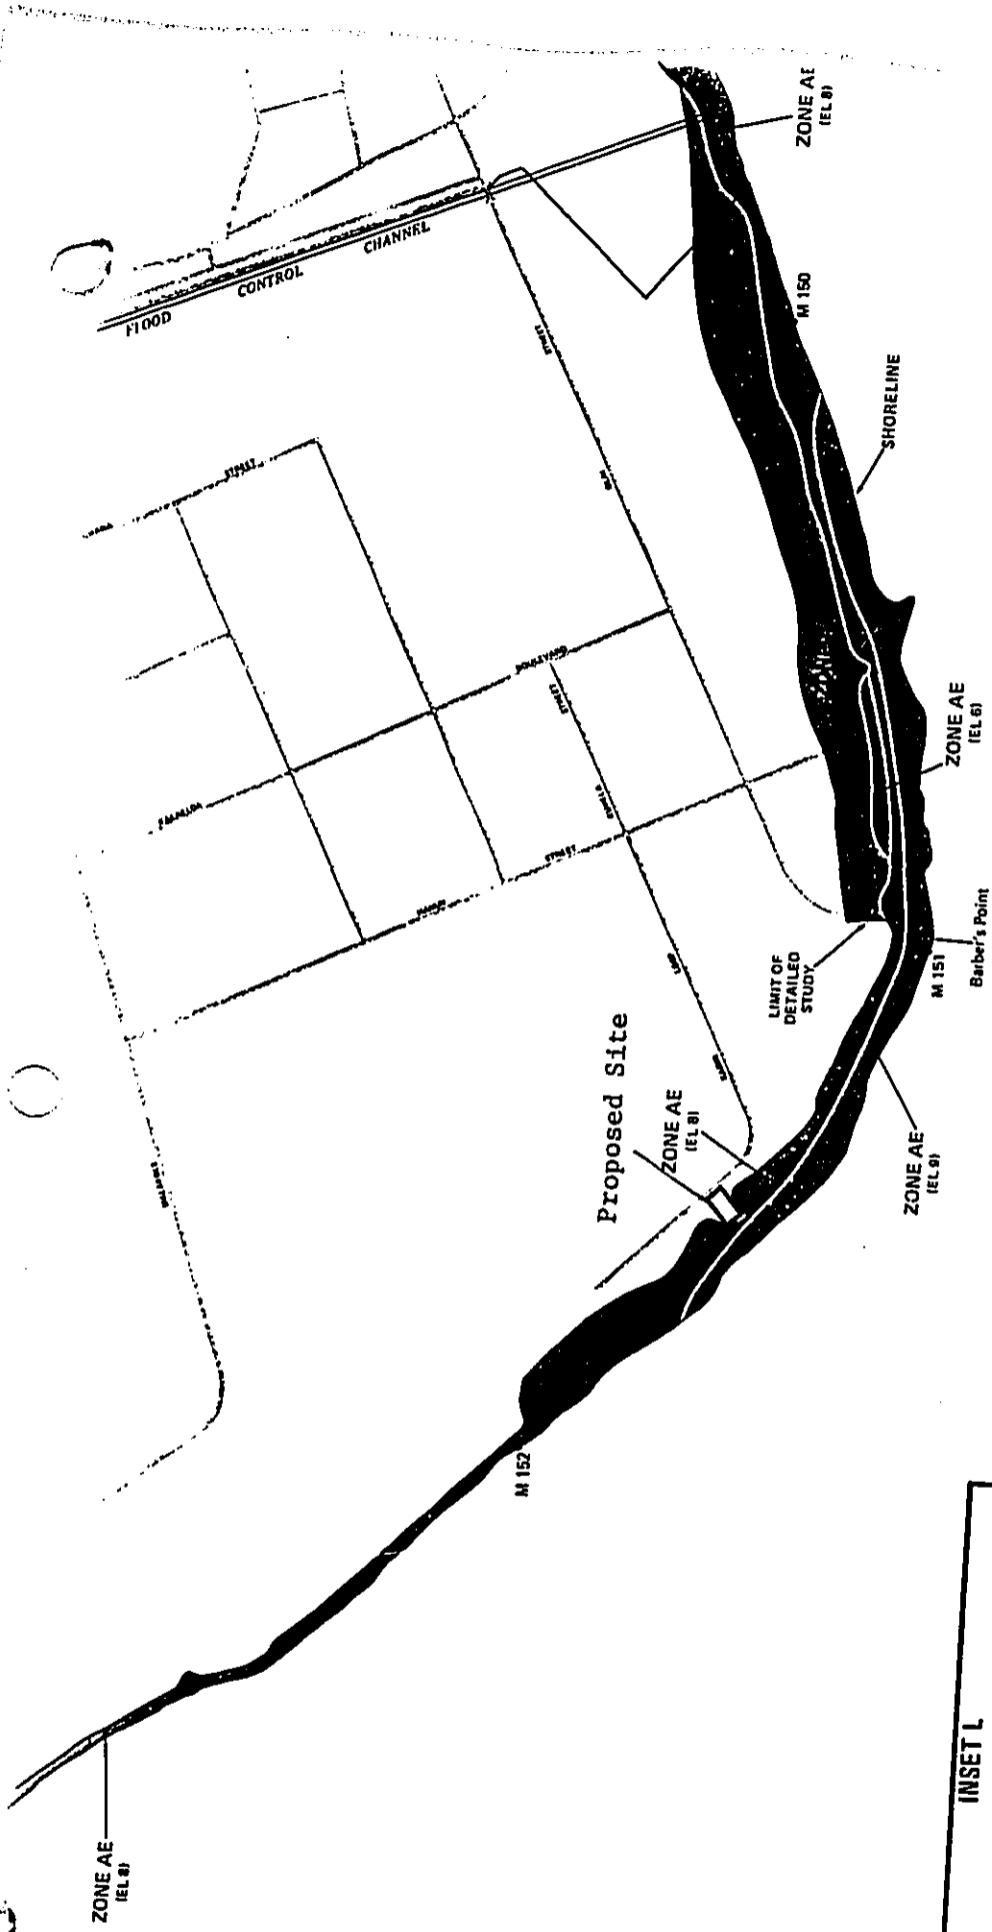 ZONE AE
(EL 8)
FLOOD
CONTROL
CHANNEL
M 150
SHORELINE
STREET
STREET
BOULEVARD
STREET
STREET
ZONE AE
(EL 6)
LIMIT OF
DETAILED
STUDY
M 151
Barber's Point
Proposed Site
ZONE AE
(EL 8)
ZONE AE
(EL 9)
M 152
ZONE AE
(EL 8)
INSET L